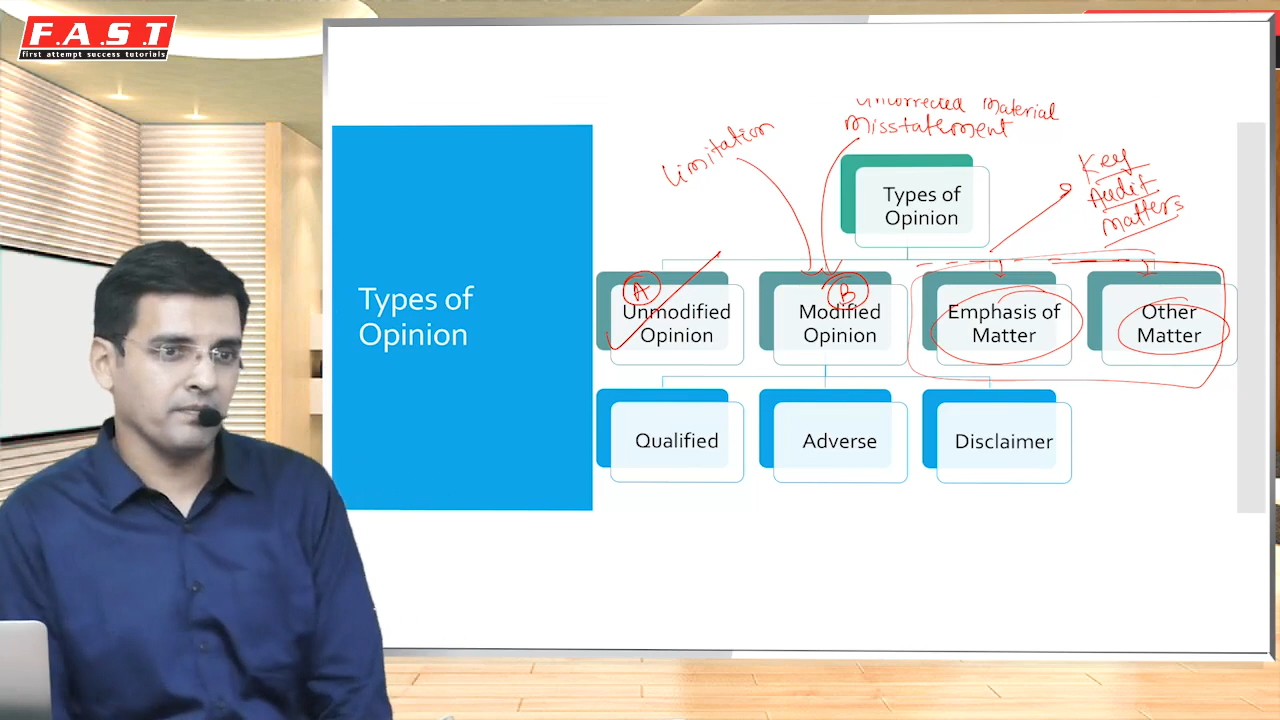 F.A.S.T
first attempt success tutorials
uncorrected Material
Misstatement
Limitation
Key
Audit
Matters
Types of
Opinion
Types of
Opinion
A
Unmodified
Opinion
B
Modified
Opinion
Emphasis of
Matter
Other
Matter
Qualified
Adverse
Disclaimer